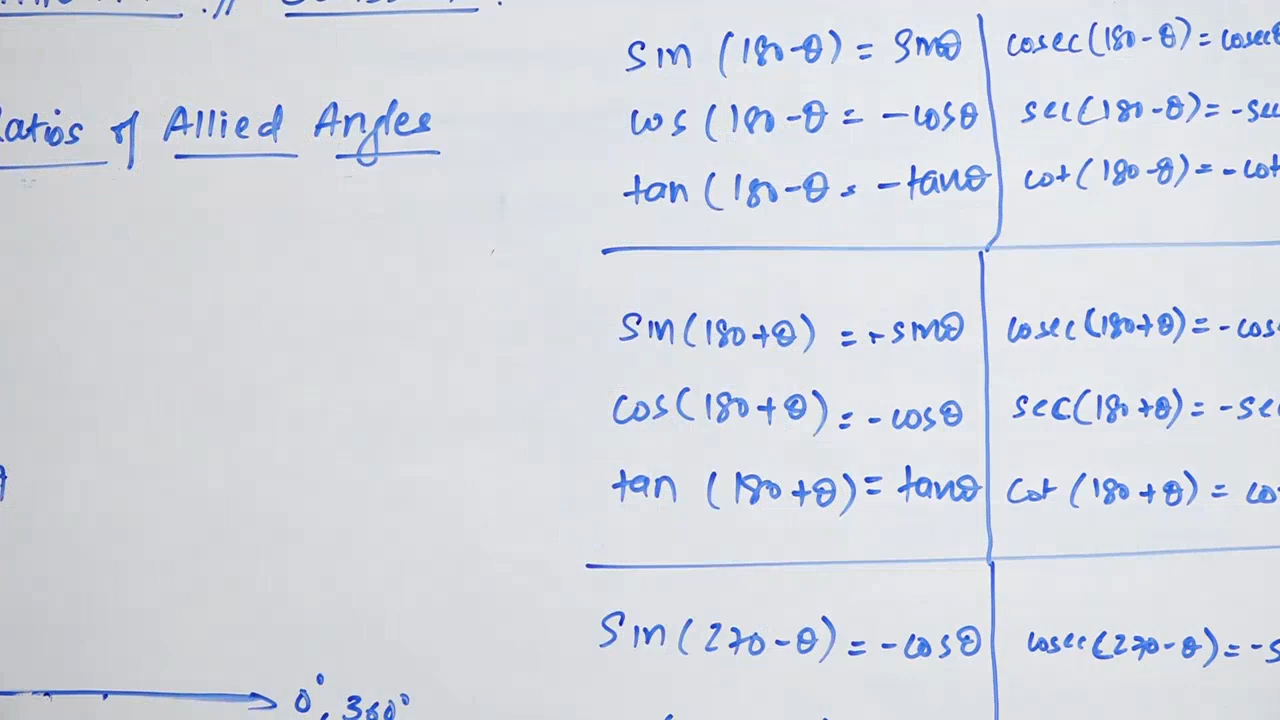 Ratios of Allied Angles
sin (180-θ) = sinθ
cos (180-θ = -cosθ
tan (180-θ = -tanθ
cosec(180-θ) = cosecθ
sec(180-θ) = -sec
cot(180-θ) = -cot
sin(180+θ) = -sinθ
cos(180+θ) = -cosθ
tan (180+θ) = tanθ
cosec(180+θ) = -cos
sec(180+θ) = -sec
cot (180+θ) = co
sin(270-θ) = -cosθ
cosec(270-θ) = -s
0°, 360°